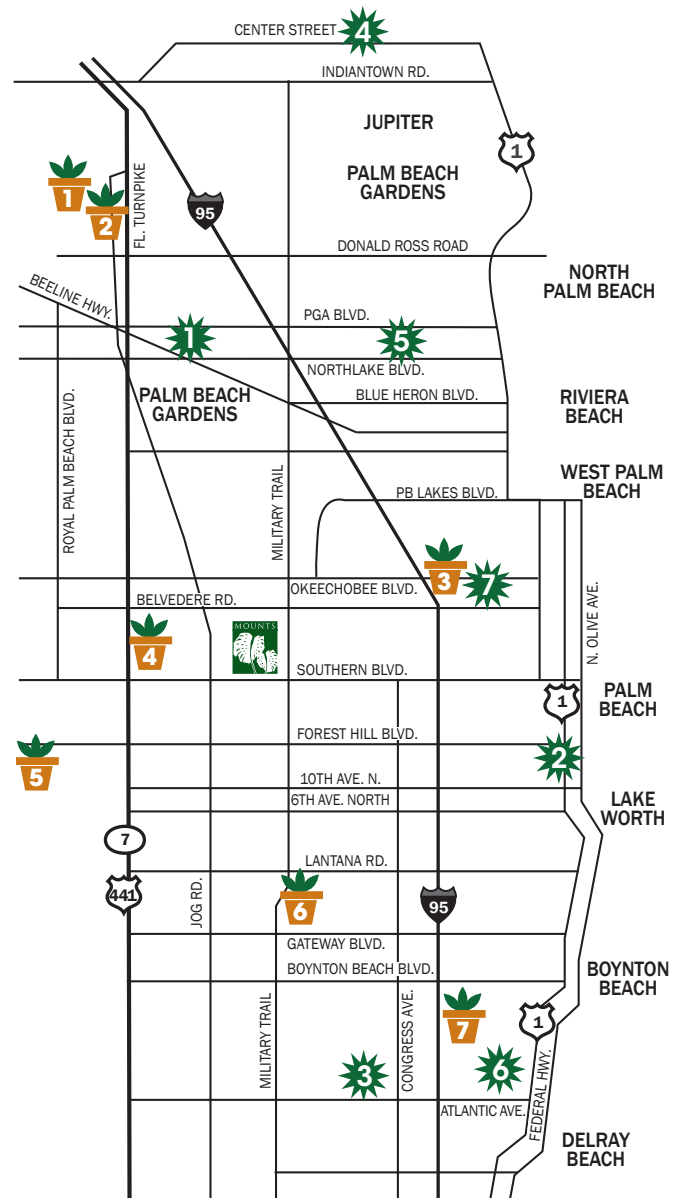 CENTER STREET
4
INDIANTOWN RD.
JUPITER
1
PALM BEACH
GARDENS
1
2
FL. TURNPIKE
95
DONALD ROSS ROAD
NORTH
PALM BEACH
BEELINE HWY.
PGA BLVD.
1
5
NORTHLAKE BLVD.
PALM BEACH
GARDENS
BLUE HERON BLVD.
RIVIERA
BEACH
ROYAL PALM BEACH BLVD.
MILITARY TRAIL
WEST PALM
BEACH
PB LAKES BLVD.
3
7
OKEECHOBEE BLVD.
BELVEDERE RD.
N. OLIVE AVE.
4
MOUNTS
SOUTHERN BLVD.
1
PALM
BEACH
FOREST HILL BLVD.
5
2
10TH AVE. N.
6TH AVE. NORTH
LAKE
WORTH
7
LANTANA RD.
441
JOG RD.
6
95
GATEWAY BLVD.
BOYNTON BEACH BLVD.
BOYNTON
BEACH
MILITARY TRAIL
CONGRESS AVE.
7
1
3
6
FEDERAL HWY.
ATLANTIC AVE.
DELRAY
BEACH